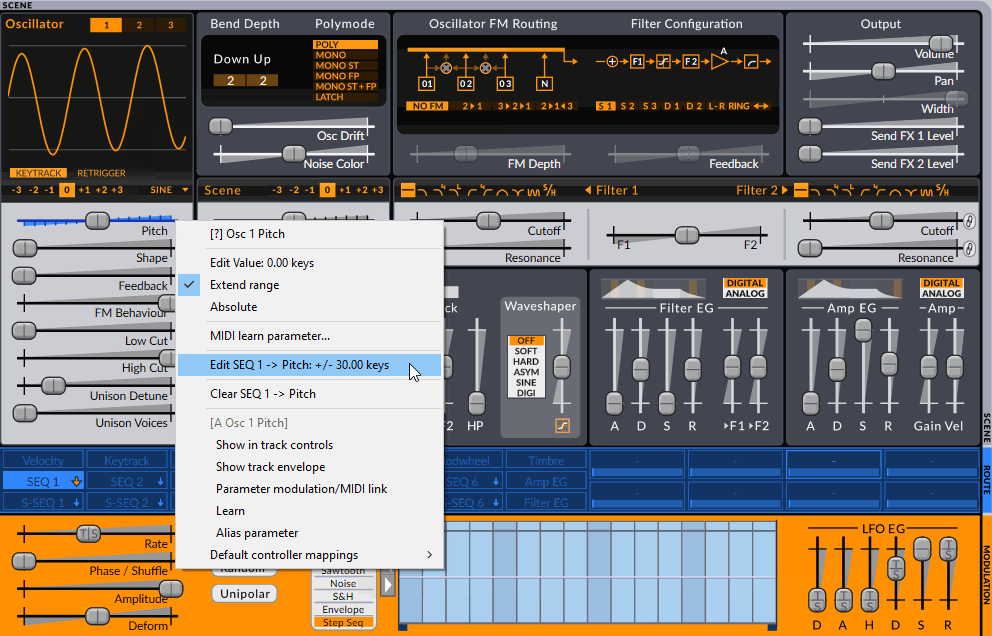 SCENE
Oscillator 1 2 3
Bend Depth Polymode
Down Up
2 2
POLY
MONO
MONO ST
MONO FP
MONO ST + FP
LATCH
Osc Drift
Noise Color
Oscillator FM Routing Filter Configuration
O1 O2 O3 N
NO FM 2▸1 3▸2▸1 2▸1◂3
F1 F2 A
S 1 S 2 S 3 D 1 D 2 L-R RING
FM Depth Feedback
Output
Volume
Pan
Width
Send FX 1 Level
Send FX 2 Level
KEYTRACK RETRIGGER
-3 -2 -1 0 +1 +2 +3 SINE
Scene -3 -2 -1 0 +1 +2 +3
S/H Filter 1 Filter 2 S/H
Pitch
Shape
Feedback
FM Behaviour
Low Cut
High Cut
Unison Detune
Unison Voices
[?] Osc 1 Pitch
Edit Value: 0.00 keys
Extend range
Absolute
MIDI learn parameter...
Edit SEQ 1 -> Pitch: +/- 30.00 keys
Clear SEQ 1 -> Pitch
[A Osc 1 Pitch]
Show in track controls
Show track envelope
Parameter modulation/MIDI link
Learn
Alias parameter
Default controller mappings
Cutoff
Resonance
F1 F2
Cutoff
Resonance
Waveshaper
OFF
SOFT
HARD
ASYM
SINE
DIGI
HP
DIGITAL
ANALOG
Filter EG
A D S R ▸F1 ▸F2
DIGITAL
ANALOG
Amp EG Amp
A D S R Gain Vel
SCENE
Velocity Keytrack Timbre
SEQ 1 SEQ 2 SEQ 6 Amp EG
S-SEQ 1 S-SEQ 2 Filter EG
ROUTE
T S
Rate
Phase / Shuffle
Amplitude
Deform
Random
Unipolar
Sawtooth
Noise
S&H
Envelope
Step Seq
LFO EG
D A H D S R
MODULATION